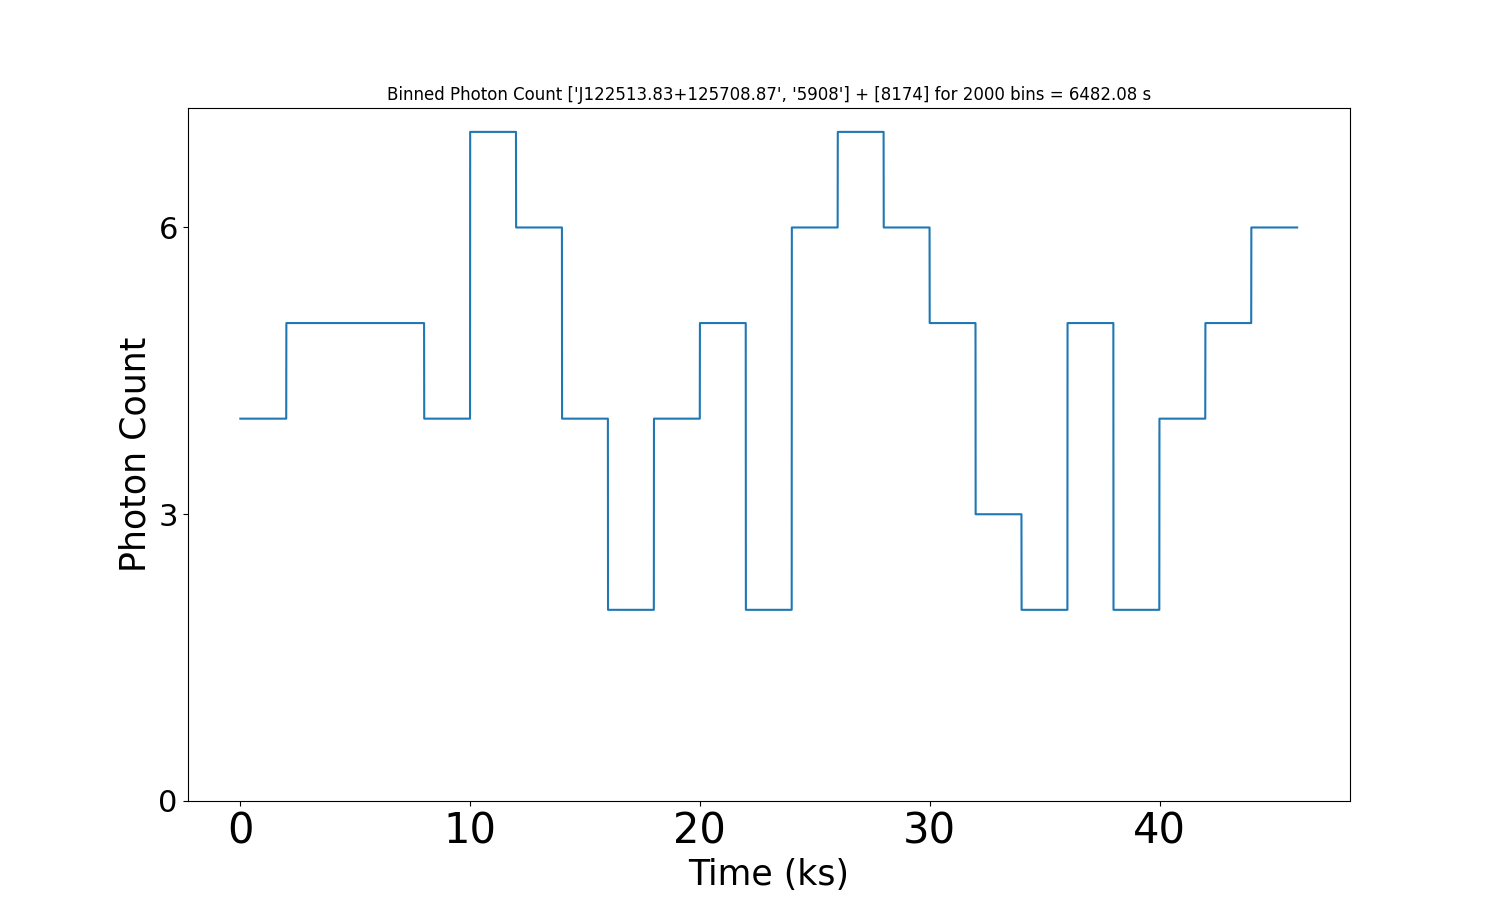 Binned Photon Count ['J122513.83+125708.87', '5908'] + [8174] for 2000 bins = 6482.08 s
Photon Count
6
3
0
0 10 20 30 40
Time (ks)